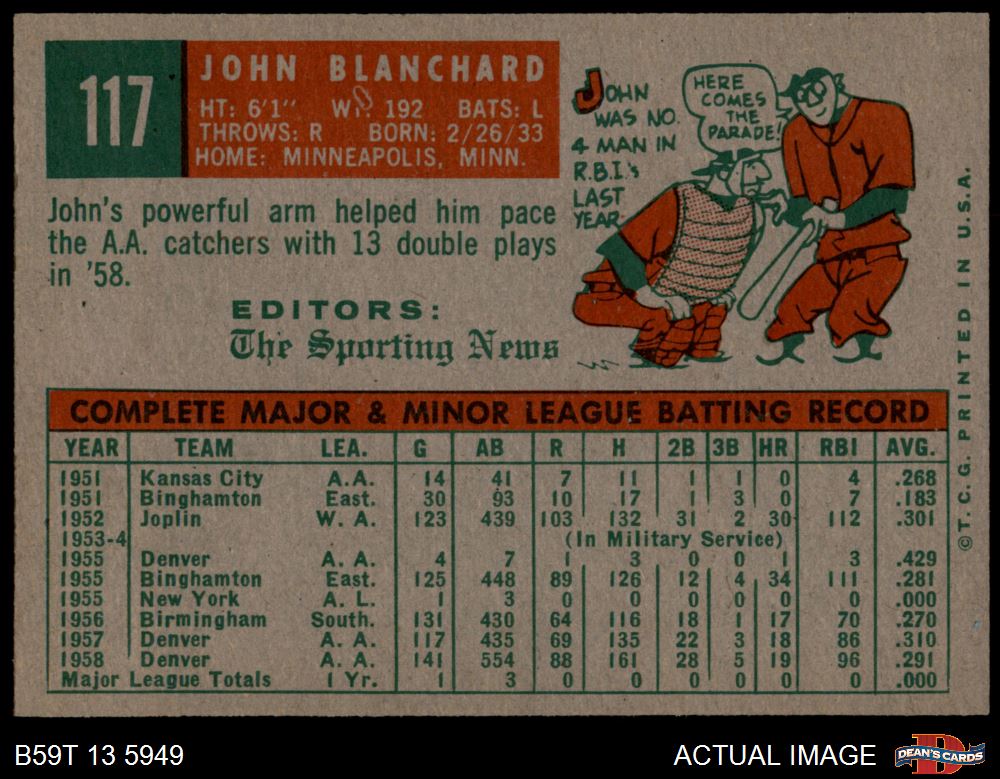 117
JOHN BLANCHARD
HT: 6'1" WT: 192 BATS: L
THROWS: R BORN: 2/26/33
HOME: MINNEAPOLIS, MINN.
John's powerful arm helped him pace
the A.A. catchers with 13 double plays
in '58.
EDITORS:
The Sporting News
JOHN
WAS NO.
4 MAN IN
R.B.I.'s
LAST
YEAR
HERE
COMES
THE
PARADE!
COMPLETE MAJOR & MINOR LEAGUE BATTING RECORD
YEAR TEAM LEA. G AB R H 2B 3B HR RBI AVG.
1951 Kansas City A.A. 14 41 7 11 1 1 0 4 .268
1951 Binghamton East. 30 93 10 17 1 3 0 7 .183
1952 Joplin W. A. 123 439 103 132 31 2 30 112 .301
1953-4 (In Military Service)
1955 Denver A. A. 4 7 1 3 0 0 1 3 .429
1955 Binghamton East. 125 448 89 126 12 4 34 111 .281
1955 New York A. L. 1 3 0 0 0 0 0 0 .000
1956 Birmingham South. 131 430 64 116 18 1 17 70 .270
1957 Denver A. A. 117 435 69 135 22 3 18 86 .310
1958 Denver A. A. 141 554 88 161 28 5 19 96 .291
Major League Totals 1 Yr. 1 3 0 0 0 0 0 0 .000
©T.C.G. PRINTED IN U.S.A.
B59T 13 5949
ACTUAL IMAGE
DEAN'S CARDS